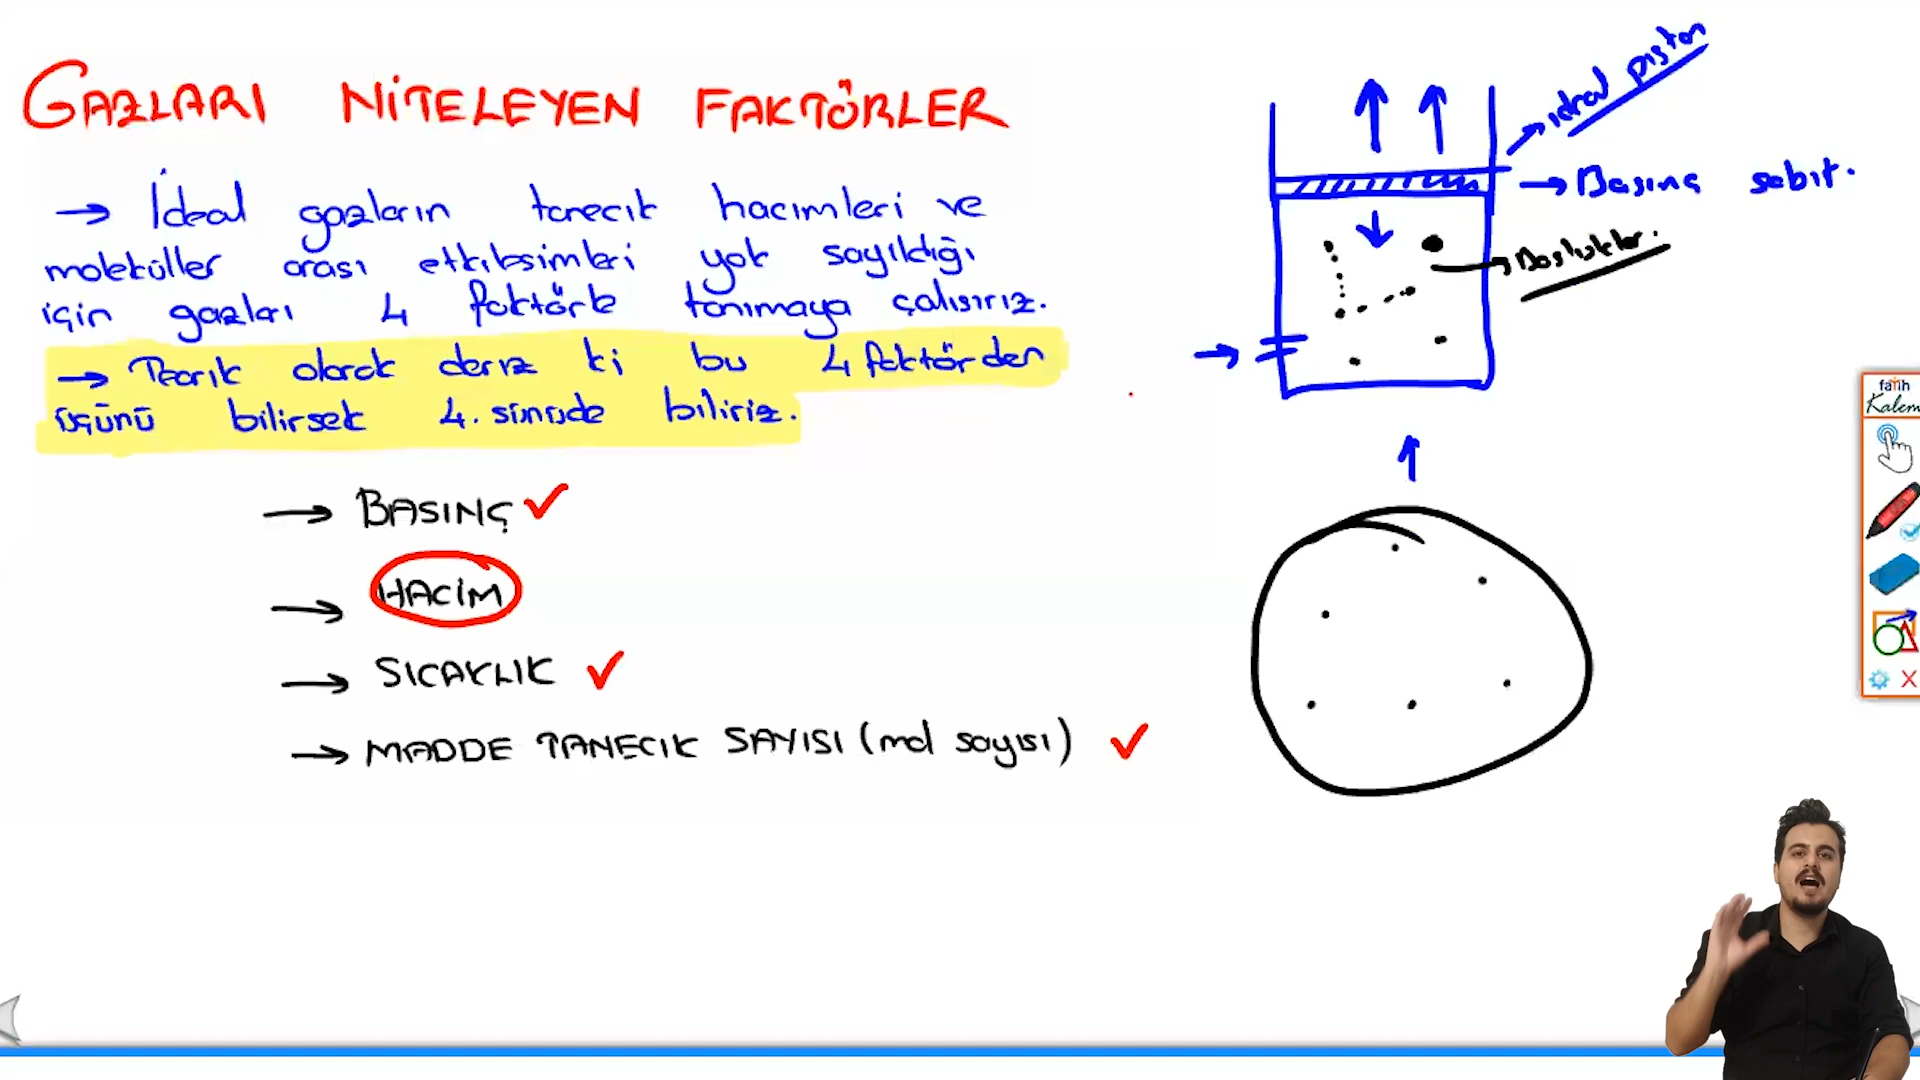 GAZLARI NİTELEYEN FAKTÖRLER
→ İdeal gazların tanecik hacimleri ve
moleküller arası etkileşimleri yok sayıldığı
için gazları 4 faktörle tanımaya çalışırız.
→ Teorik olarak deriz ki bu 4 faktörden
üçünü bilirsek 4. sünüde biliriz.
→ BASINÇ ✓
→ HACİM
→ SICAKLIK ✓
→ MADDE TANECİK SAYISI (mol sayısı) ✓
ideal piston
→ Basınç sabit.
Boşluklar.
fatih
Kalem